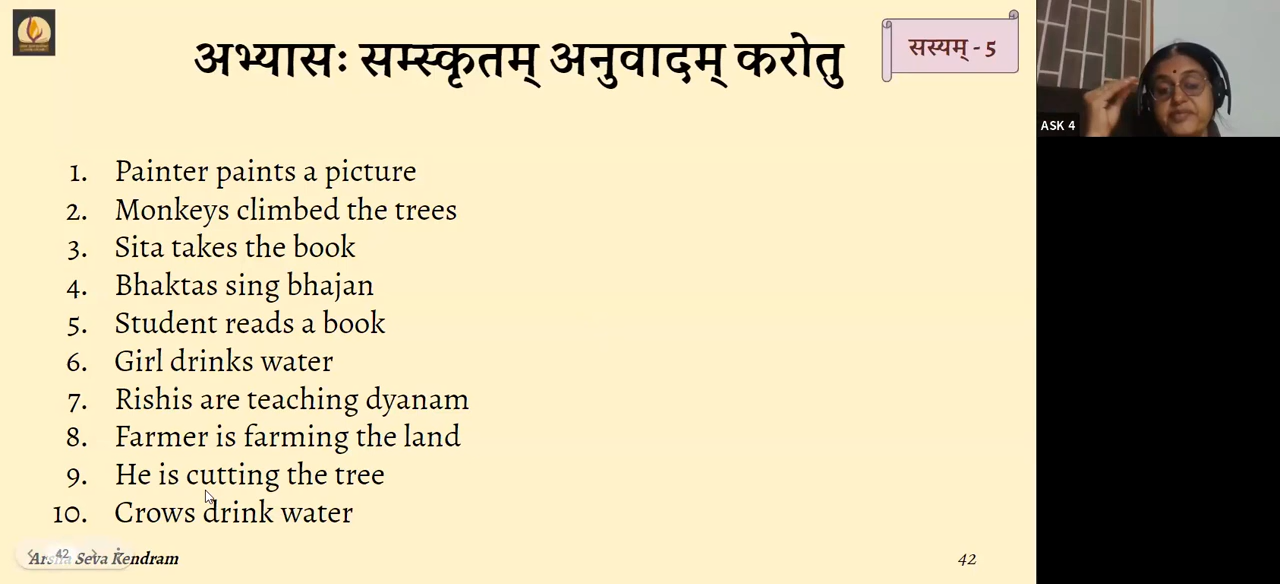 अभ्यासः सम्स्कृतम् अनुवादम् करोतु
सस्यम् - 5
ASK 4
1. Painter paints a picture
2. Monkeys climbed the trees
3. Sita takes the book
4. Bhaktas sing bhajan
5. Student reads a book
6. Girl drinks water
7. Rishis are teaching dyanam
8. Farmer is farming the land
9. He is cutting the tree
10. Crows drink water
Arsha Seva Kendram
42
42